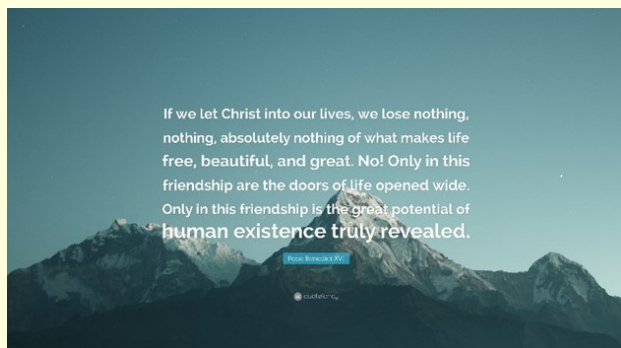 If we let Christ into our lives, we lose nothing,
nothing, absolutely nothing of what makes life
free, beautiful, and great. No! Only in this
friendship are the doors of life opened wide.
Only in this friendship is the great potential of
human existence truly revealed.
Pope Benedict XVI
quotefancy